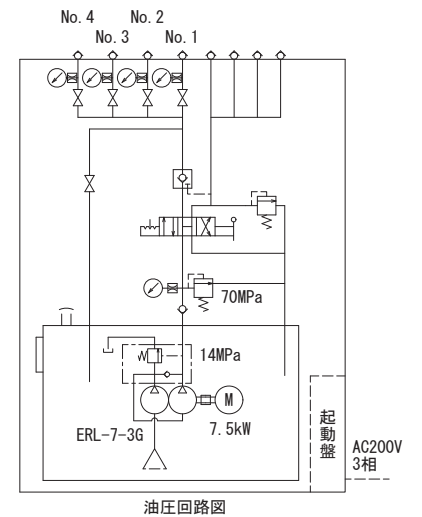 No. 4
No. 2
No. 3
No. 1
70MPa
14MPa
M
ERL-7-3G
7.5kW
起動盤
AC200V
3相
油圧回路図